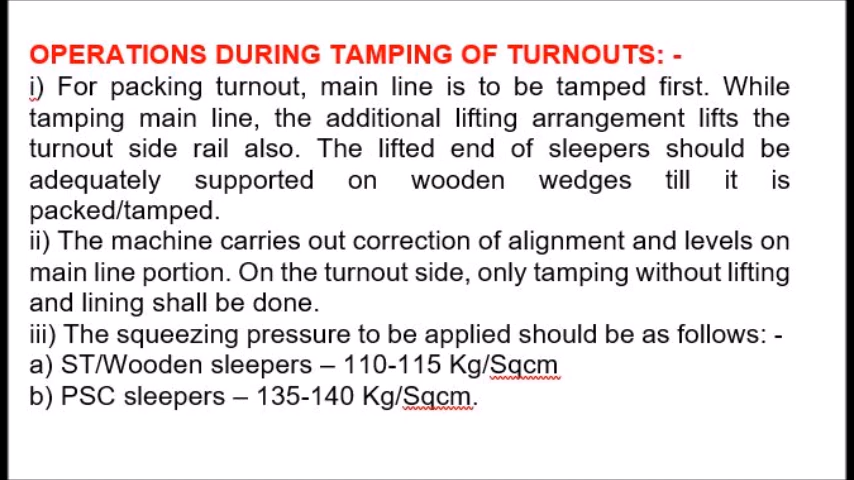 OPERATIONS DURING TAMPING OF TURNOUTS: -
i) For packing turnout, main line is to be tamped first. While
tamping main line, the additional lifting arrangement lifts the
turnout side rail also. The lifted end of sleepers should be
adequately supported on wooden wedges till it is
packed/tamped.
ii) The machine carries out correction of alignment and levels on
main line portion. On the turnout side, only tamping without lifting
and lining shall be done.
iii) The squeezing pressure to be applied should be as follows: -
a) ST/Wooden sleepers – 110-115 Kg/Sqcm
b) PSC sleepers – 135-140 Kg/Sqcm.